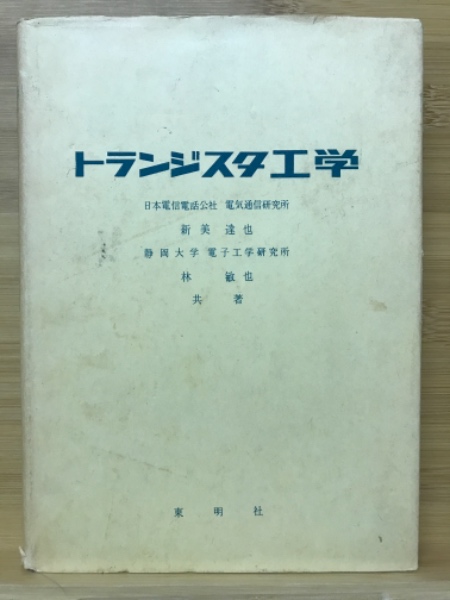 トランジスタ工学
日本電信電話公社 電気通信研究所
新美達也
静岡大学 電子工学研究所
林敏也
共著
東明社